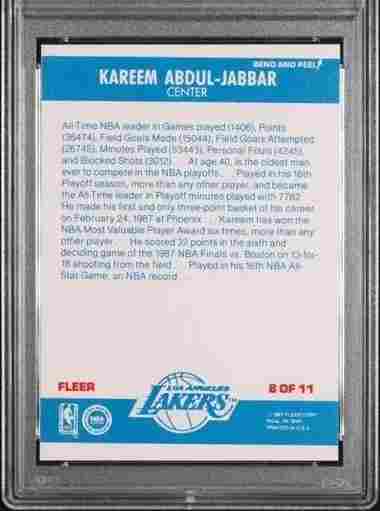 BEND AND PEEL
KAREEM ABDUL-JABBAR
CENTER
All-Time NBA leader in Games played (1406), Points
(36474), Field Goals Made (15044), Field Goals Attempted
(26745), Minutes Played (53443), Personal Fouls (4245),
and Blocked Shots (3012) ... At age 40, is the oldest man
ever to compete in the NBA playoffs ... Played in his 16th
Playoff season, more than any other player, and became
the All-Time leader in Playoff minutes played with 7782 ...
He made his first and only three-point basket of his career
on February 24, 1987 at Phoenix ... Kareem has won the
NBA Most Valuable Player Award six times, more than any
other player ... He scored 32 points in the sixth and
deciding game of the 1987 NBA Finals vs. Boston on 13-for-
18 shooting from the field ... Played in his 16th NBA All-
Star Game, an NBA record ...
FLEER
8 OF 11
LOS ANGELES
LAKERS™
NBA
© 1987 FLEER CORP.
PHILA., PA. 19141
PRINTED IN U.S.A.